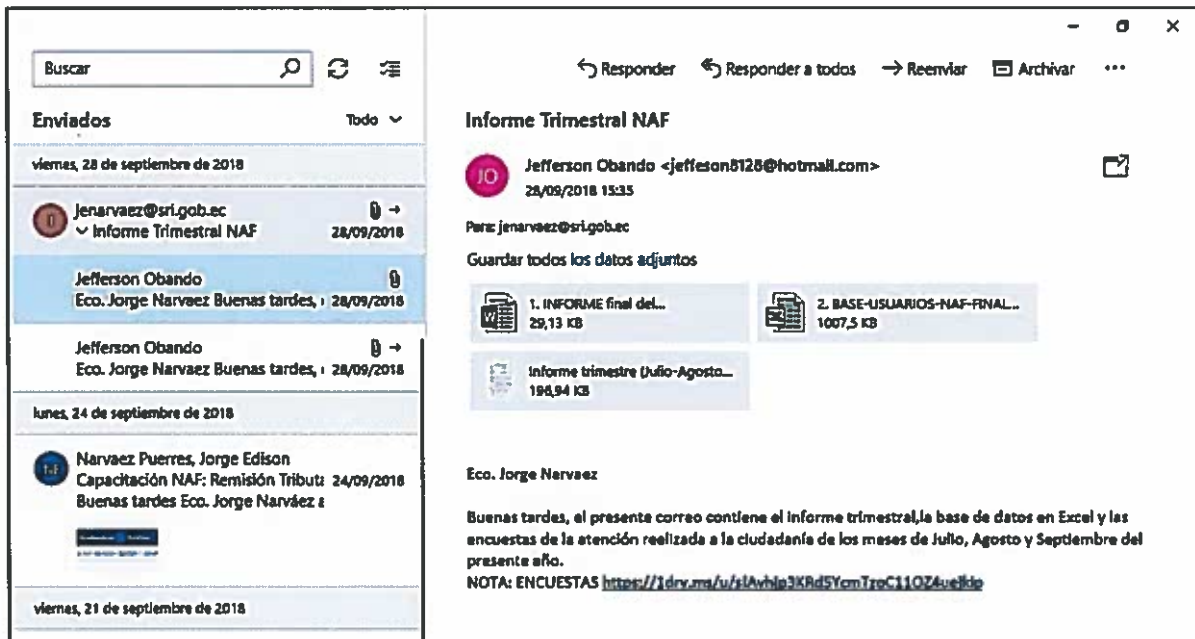 Buscar
Enviados
Todo
viernes, 28 de septiembre de 2018
Jenarvaez@sri.gob.ec
Informe Trimestral NAF 28/09/2018
Jefferson Obando
Eco. Jorge Narvaez Buenas tardes, 28/09/2018
Jefferson Obando
Eco. Jorge Narvaez Buenas tardes, 28/09/2018
lunes, 24 de septiembre de 2018
Narvaez Puerres, Jorge Edison
Capacitación NAF: Remisión Tributa 24/09/2018
Buenas tardes Eco. Jorge Narváez a
viernes, 21 de septiembre de 2018
Responder Responder a todos Reenviar Archivar
Informe Trimestral NAF
JO
Jefferson Obando <jeffeson8128@hotmail.com>
28/09/2018 15:35
Para: jenarvaez@sri.gob.ec
Guardar todos los datos adjuntos
1. INFORME final del...
29,13 KB
2. BASE-USUARIOS-NAF-FINAL...
1007,5 KB
Informe trimestre (Julio-Agosto...
196,94 KB
Eco. Jorge Narvaez
Buenas tardes, el presente correo contiene el informe trimestral,la base de datos en Excel y las
encuestas de la atención realizada a la ciudadanía de los meses de Julio, Agosto y Septiembre del
presente año.
NOTA: ENCUESTAS